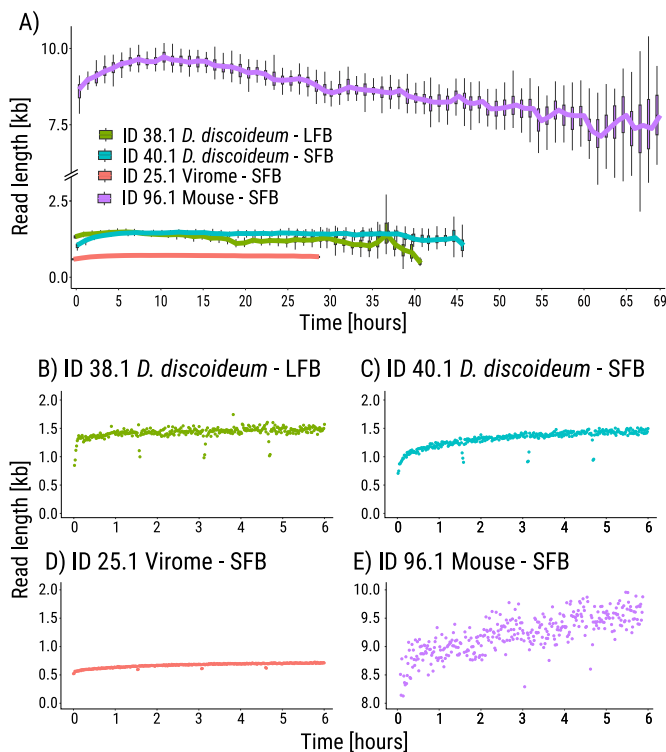 A)
10.0
7.5
2.5
0.0
Read length [kb]
ID 38.1 D. discoideum - LFB
ID 40.1 D. discoideum - SFB
ID 25.1 Virome - SFB
ID 96.1 Mouse - SFB
0 5 10 15 20 25 30 35 40 45 50 55 60 65 69
Time [hours]
B) ID 38.1 D. discoideum - LFB
2.0
1.5
1.0
0.5
0.0
0 1 2 3 4 5 6
C) ID 40.1 D. discoideum - SFB
2.0
1.5
1.0
0.5
0.0
0 1 2 3 4 5 6
Read length [kb]
D) ID 25.1 Virome - SFB
2.0
1.5
1.0
0.5
0.0
0 1 2 3 4 5 6
Time [hours]
E) ID 96.1 Mouse - SFB
10.0
9.5
9.0
8.5
8.0
0 1 2 3 4 5 6
Time [hours]